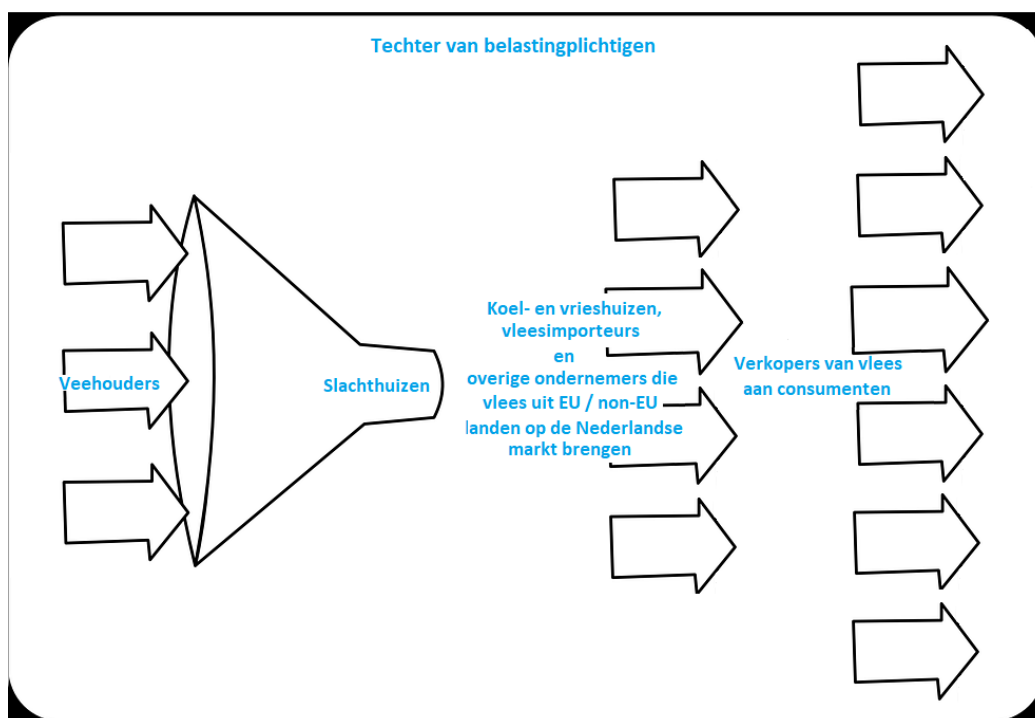 Techter van belastingplichtigen
Veehouders
Slachthuizen
Koel- en vrieshuizen,
vleesimporteurs
en
overige ondernemers die
vlees uit EU / non-EU
landen op de Nederlandse
markt brengen
Verkopers van vlees
aan consumenten